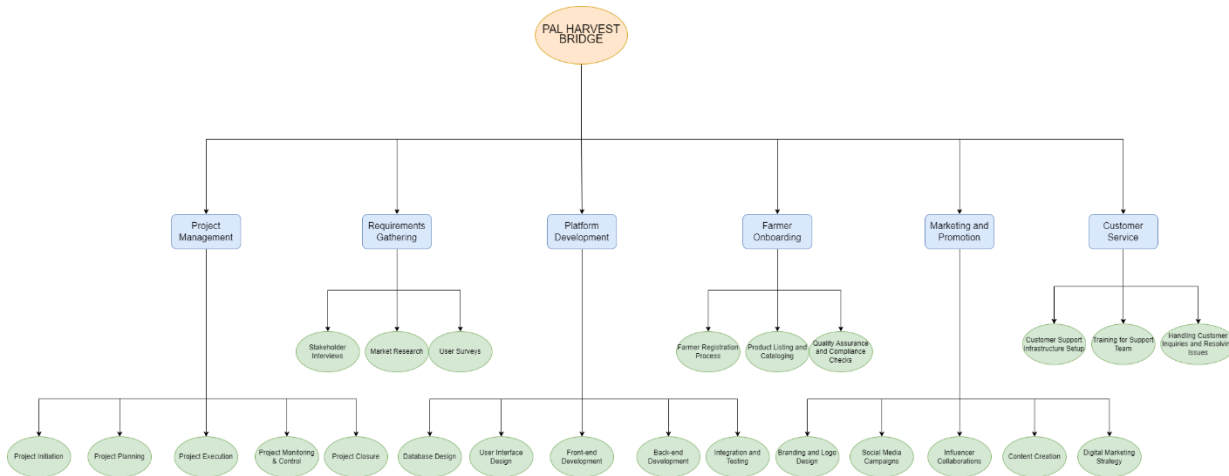 PAL HARVEST
BRIDGE
Project
Management
Requirements
Gathering
Platform
Development
Farmer
Onboarding
Marketing and
Promotion
Customer
Service
Stakeholder
Interviews
Market Research
User Surveys
Farmer Registration
Process
Product Listing and
Cataloging
Quality Assurance
and Compliance
Checks
Customer Support
Infrastructure Setup
Training for Support
Team
Handling Customer
Inquiries and Resolving
Issues
Project Initiation
Project Planning
Project Execution
Project Monitoring
& Control
Project Closure
Database Design
User Interface
Design
Front-end
Development
Back-end
Development
Integration and
Testing
Branding and Logo
Design
Social Media
Campaigns
Influencer
Collaborations
Content Creation
Digital Marketing
Strategy